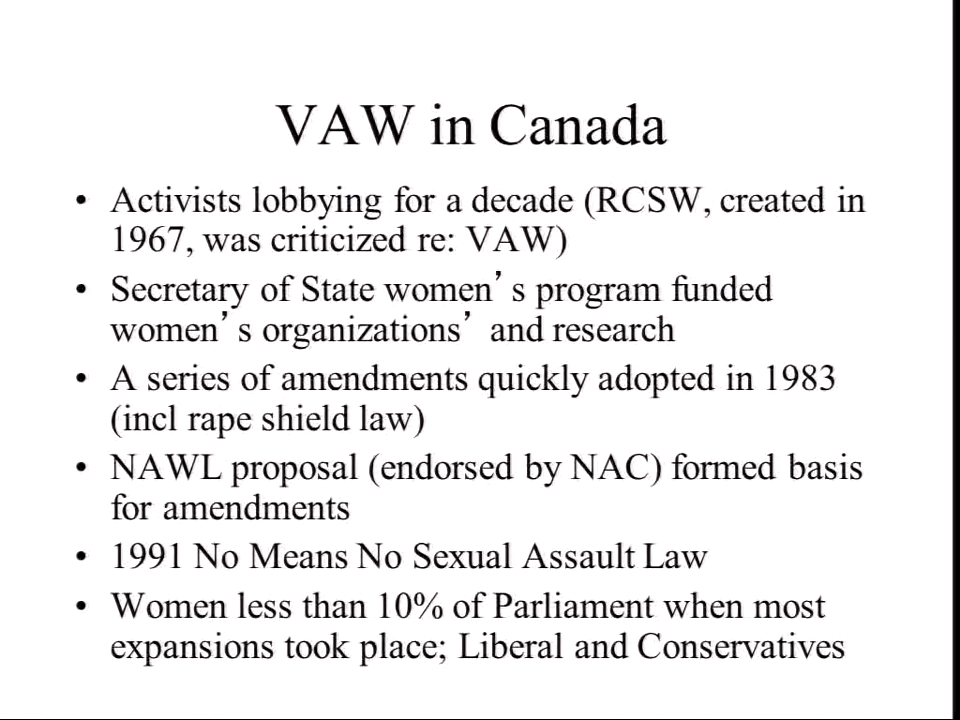 VAW in Canada
• Activists lobbying for a decade (RCSW, created in
1967, was criticized re: VAW)
• Secretary of State women’s program funded
women’s organizations’ and research
• A series of amendments quickly adopted in 1983
(incl rape shield law)
• NAWL proposal (endorsed by NAC) formed basis
for amendments
• 1991 No Means No Sexual Assault Law
• Women less than 10% of Parliament when most
expansions took place; Liberal and Conservatives